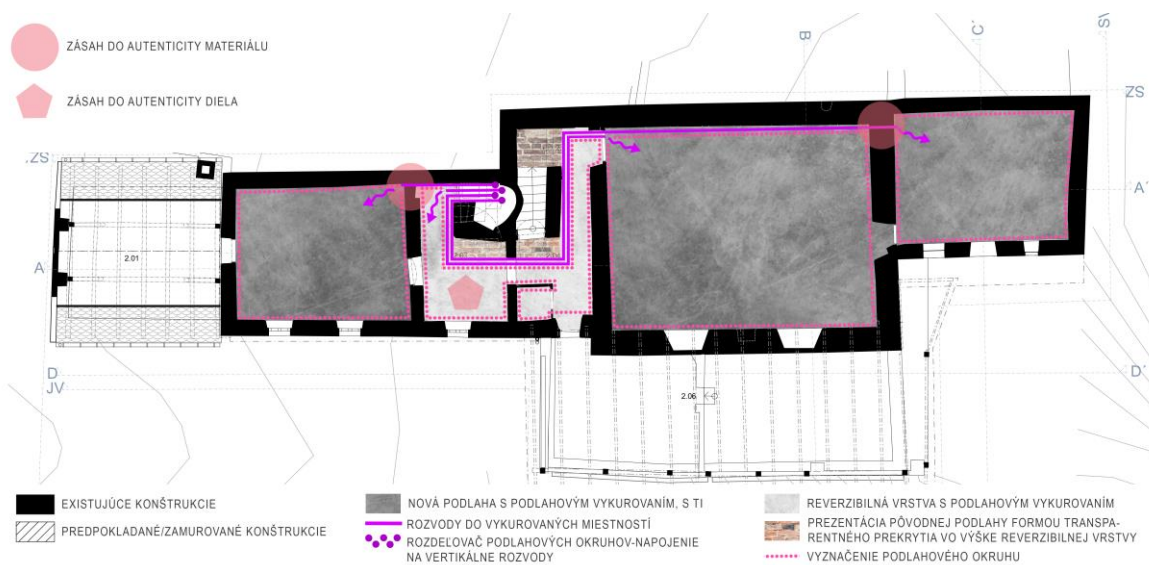 ZÁSAH DO AUTENTICITY MATERIÁLU
ZÁSAH DO AUTENTICITY DIELA
B
C
SV
ZS
ZS
A'
A
2.01
D
JV
D'
2.06
EXISTUJÚCE KONŠTRUKCIE
PREDPOKLADANÉ/ZAMUROVANÉ KONŠTRUKCIE
NOVÁ PODLAHA S PODLAHOVÝM VYKUROVANÍM, S TI
ROZVODY DO VYKUROVANÝCH MIESTNOSTÍ
ROZDEĽOVAČ PODLAHOVÝCH OKRUHOV-NAPOJENIE
NA VERTIKÁLNE ROZVODY
REVERZIBILNÁ VRSTVA S PODLAHOVÝM VYKUROVANÍM
PREZENTÁCIA PÔVODNEJ PODLAHY FORMOU TRANSPA-
RENTNÉHO PREKRYTIA VO VÝŠKE REVERZIBILNEJ VRSTVY
VYZNAČENIE PODLAHOVÉHO OKRUHU